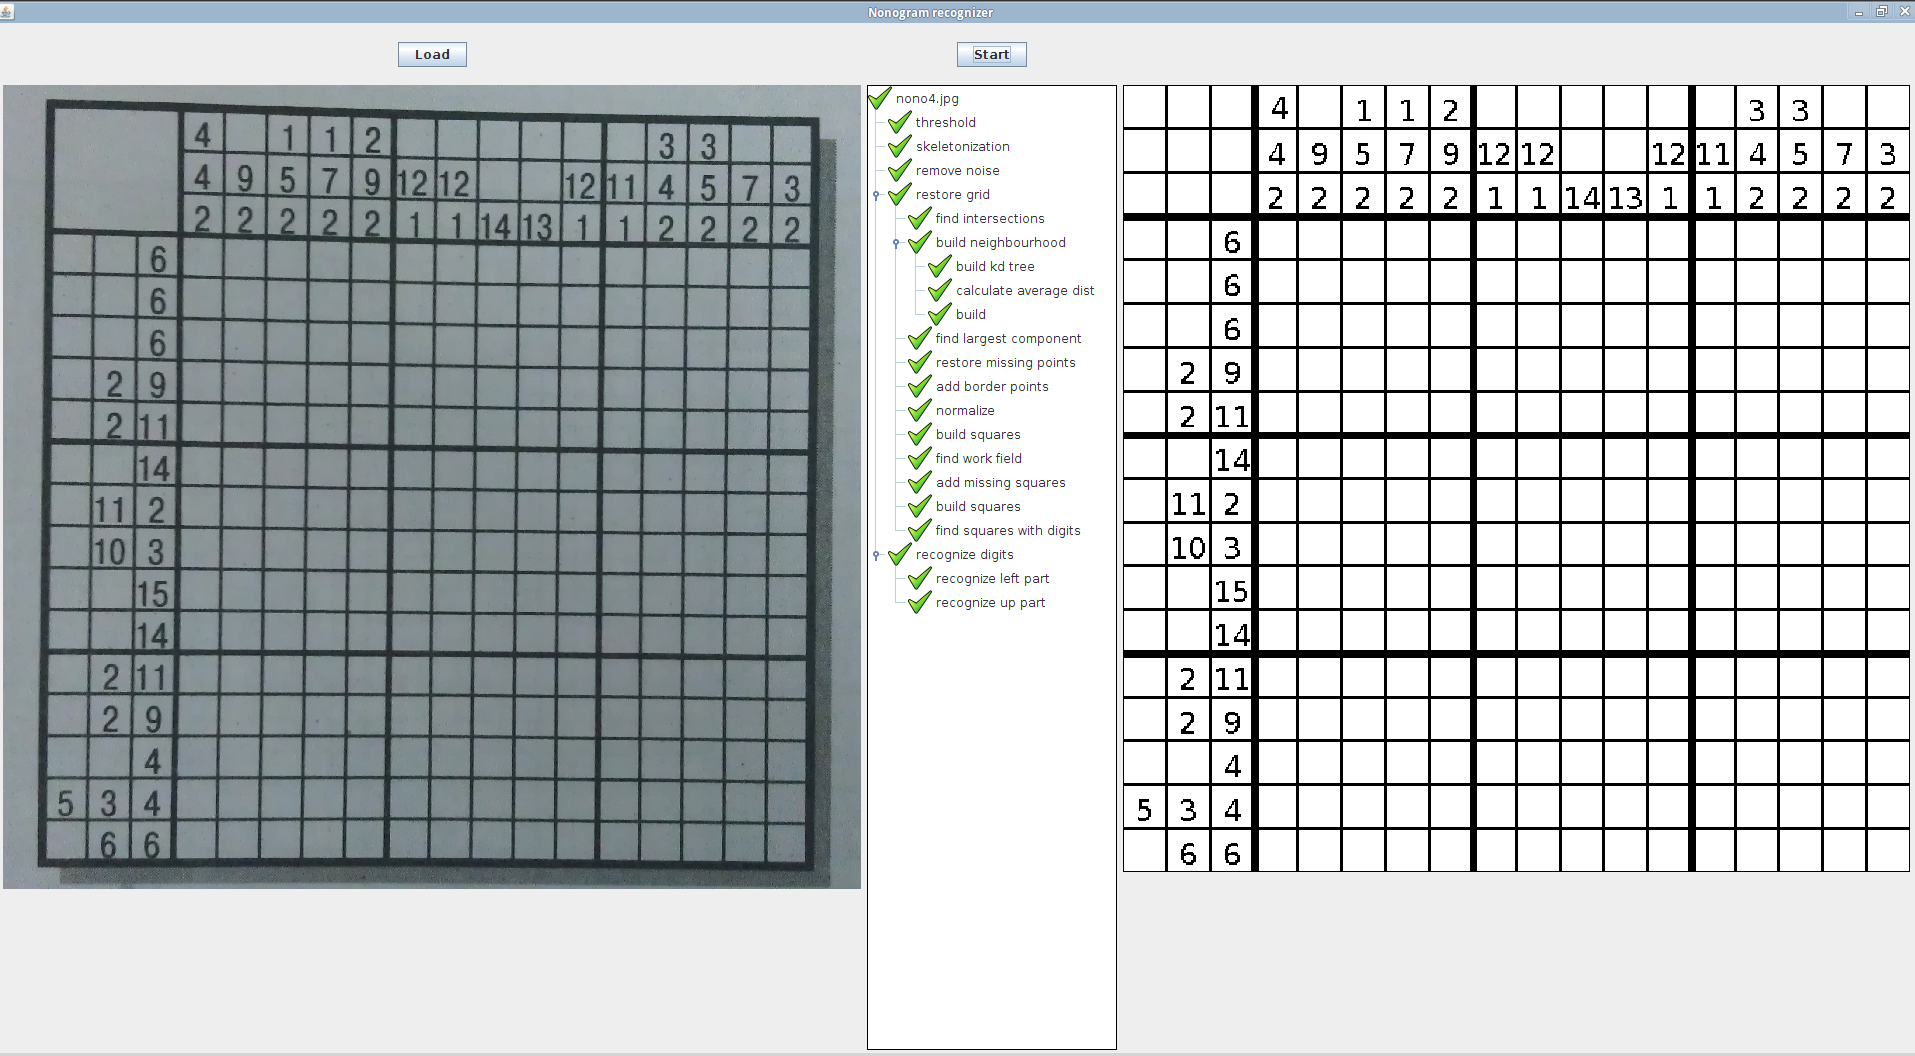 Nonogram recognizer
Load
Start
4 1 1 2 3 3
4 9 5 7 9 12 12 12 11 4 5 7 3
2 2 2 2 2 1 1 14 13 1 1 2 2 2 2
6
6
6
2 9
2 11
14
11 2
10 3
15
14
2 11
2 9
4
5 3 4
6 6
nono4.jpg
threshold
skeletonization
remove noise
restore grid
find intersections
build neighbourhood
build kd tree
calculate average dist
build
find largest component
restore missing points
add border points
normalize
build squares
find work field
add missing squares
build squares
find squares with digits
recognize digits
recognize left part
recognize up part
4 1 1 2 3 3
4 9 5 7 9 12 12 12 11 4 5 7 3
2 2 2 2 2 1 1 14 13 1 1 2 2 2 2
6
6
6
2 9
2 11
14
11 2
10 3
15
14
2 11
2 9
4
5 3 4
6 6